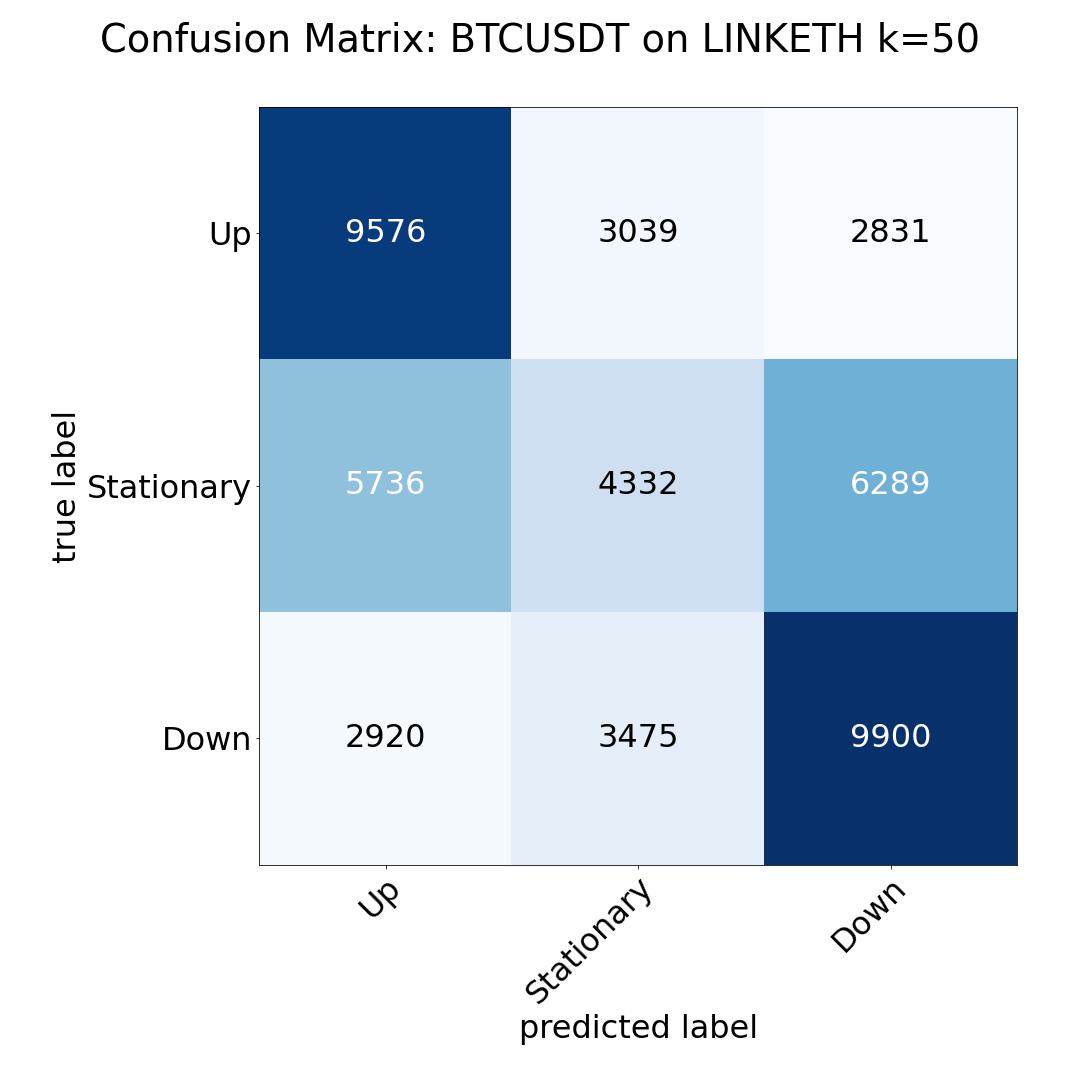 Confusion Matrix: BTCUSDT on LINKETH k=50
true label
Up
9576
3039
2831
Stationary
5736
4332
6289
Down
2920
3475
9900
Up
Stationary
Down
predicted label